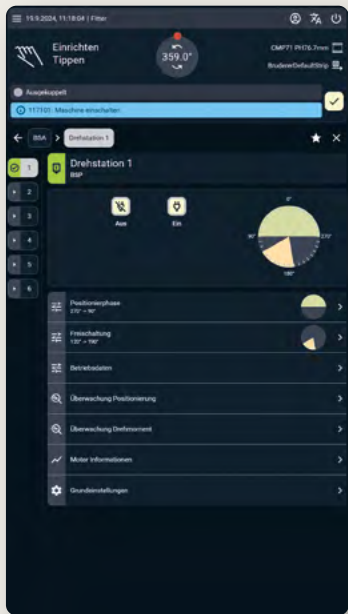 15.9.2024, 11:18:04 | Fitter
Einrichten
Tippen
359.0°
CMP71 PH76.7mm
BrudererDefaultStrip
Ausgekuppelt
117101: Maschine einschalten
BSA > Drehstation 1
1
Drehstation 1
BSP
2
3
4
5
6
Aus
Ein
0°
90°
270°
180°
Positionierphase
270° – 90°
Freischaltung
120° – 190°
Betriebsdaten
Überwachung Positionierung
Überwachung Drehmoment
Motor Informationen
Grundeinstellungen